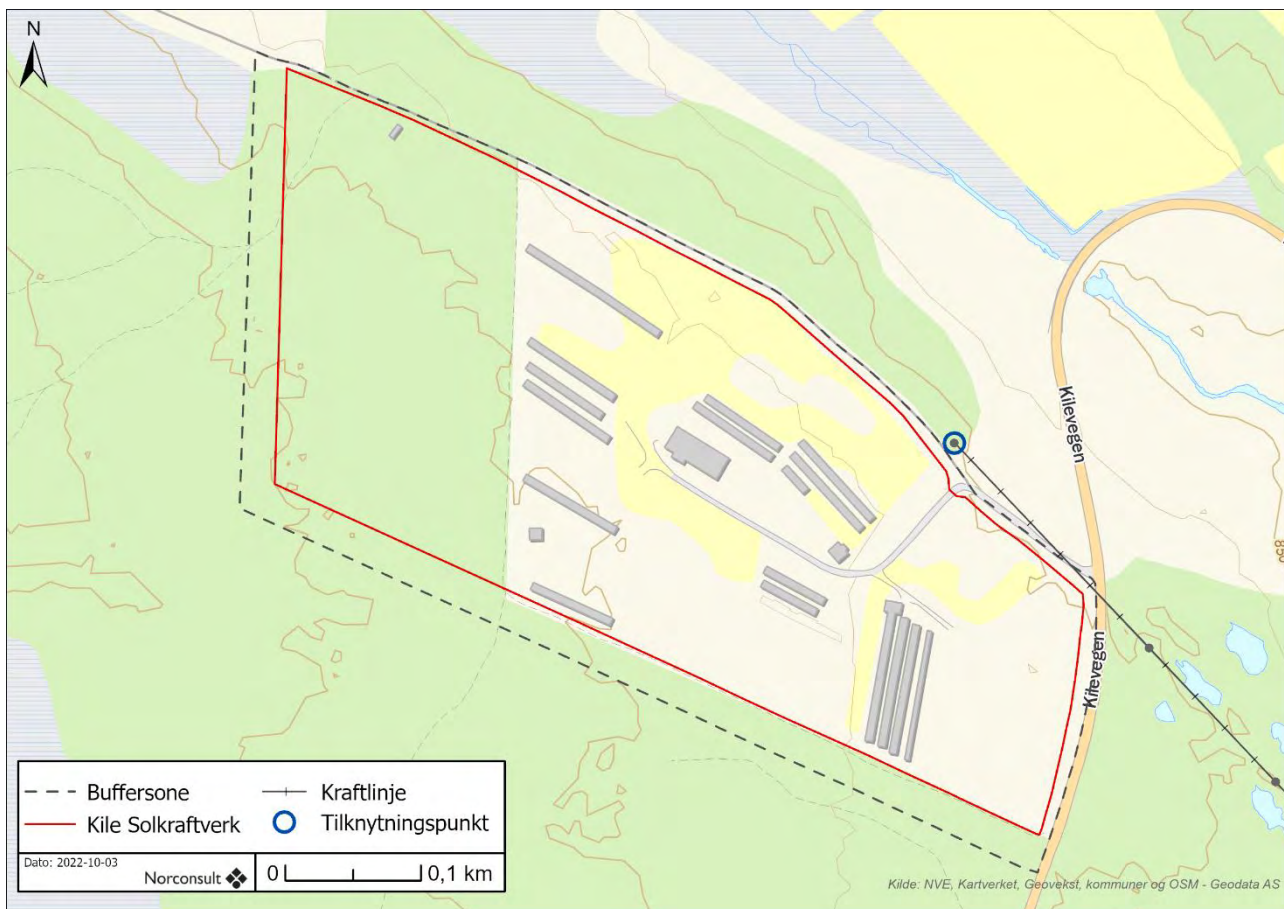 N
Kilevegen
Kilevegen
850
Buffersone
Kraftlinje
Kile Solkraftverk
Tilknytningspunkt
Dato: 2022-10-03
Norconsult
0
0,1 km
Kilde: NVE, Kartverket, Geovekst, kommuner og OSM - Geodata AS